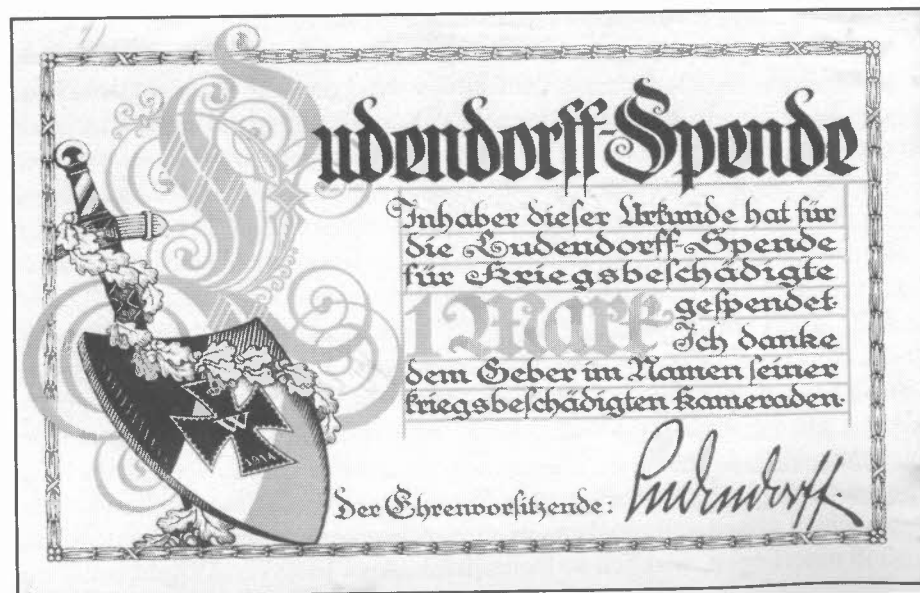 Ludendorff-Spende
Inhaber dieser Urkunde hat für
die Ludendorff-Spende
für Kriegsbeschädigte
1 Mark gespendet.
Ich danke
dem Geber im Namen seiner
kriegsbeschädigten Kameraden.
W
1914
Der Ehrenvorsitzende: Ludendorff.